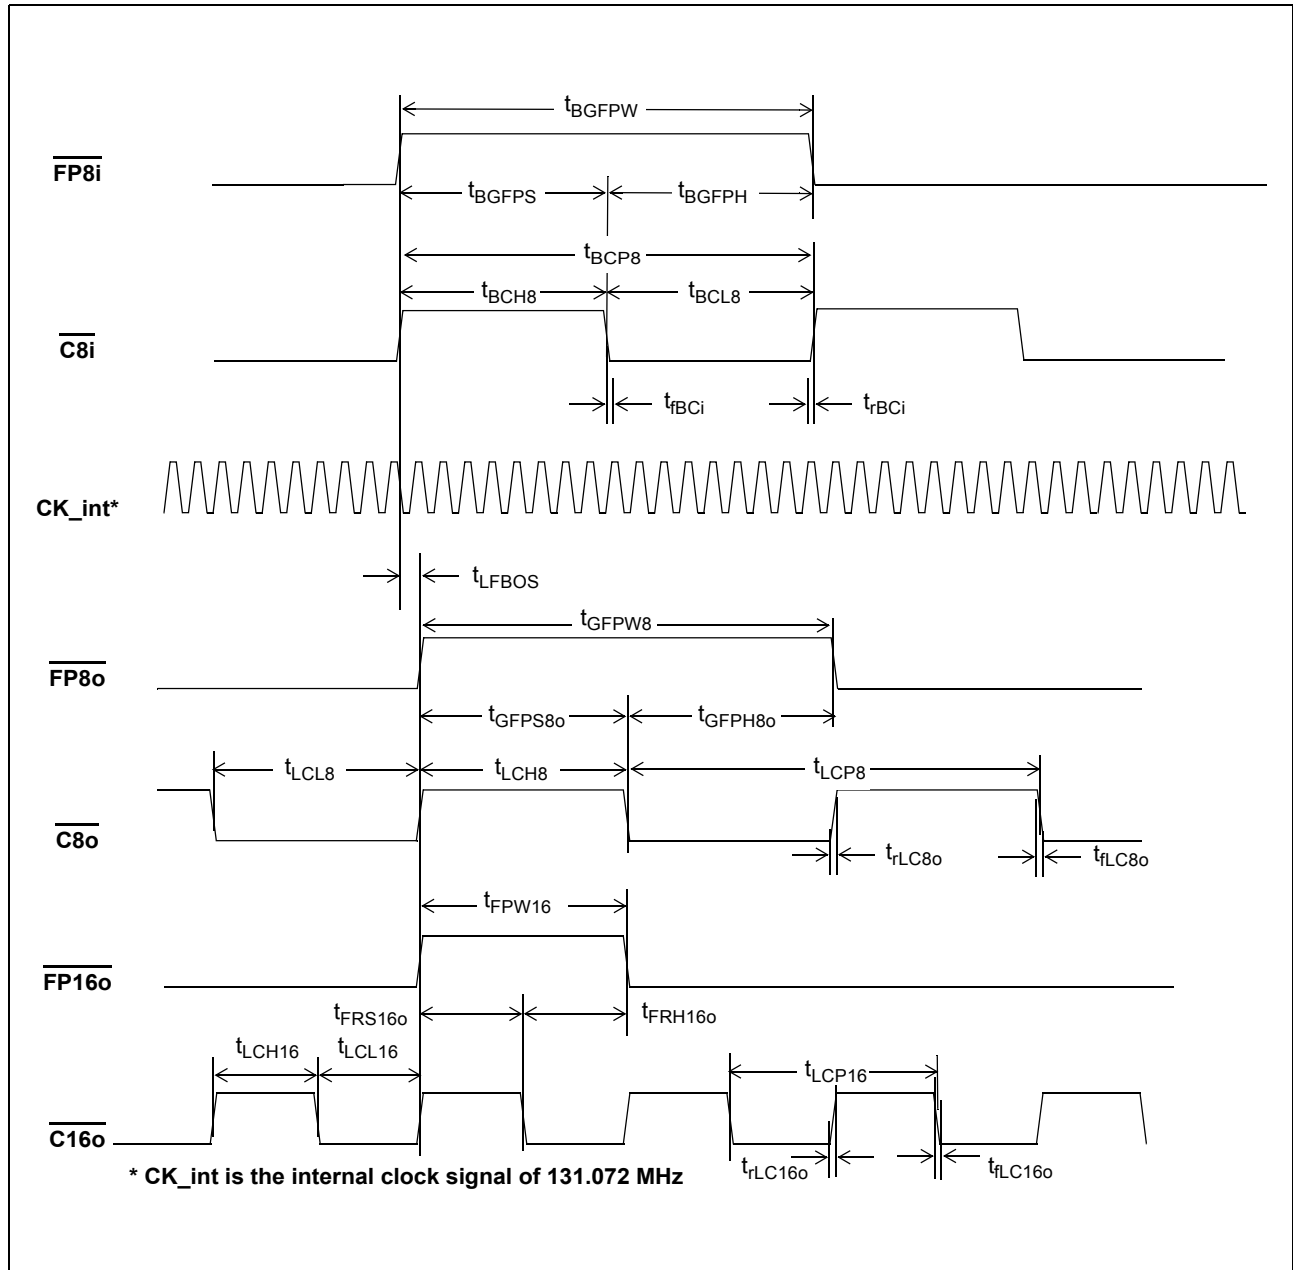 tBGFPW
FP8i
tBGFPS tBGFPH
tBCP8
tBCH8 tBCL8
C8i
tfBCi trBCi
CK_int*
tLFBOS
tGFPW8
FP8o
tGFPS8o tGFPH8o
tLCL8 tLCH8 tLCP8
C8o
trLC8o tfLC8o
tFPW16
FP16o
tFRS16o tFRH16o
tLCH16 tLCL16 tLCP16
C16o
trLC16o tfLC16o
* CK_int is the internal clock signal of 131.072 MHz